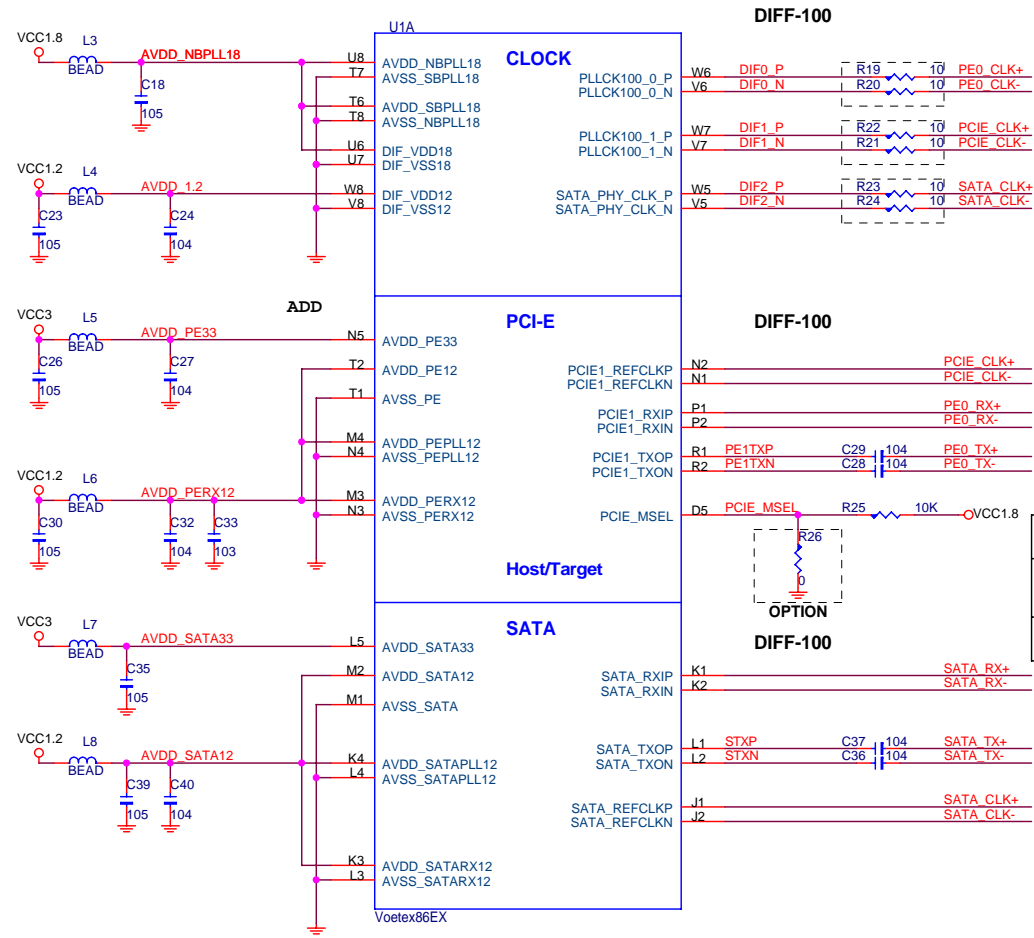 DIFF-100
U1A
VCC1.8
L3
BEAD
AVDD_NBPLL18
C18
105
U8 AVDD_NBPLL18
T7 AVSS_SBPLL18
T6 AVDD_SBPLL18
T8 AVSS_NBPLL18
U6 DIF_VDD18
U7 DIF_VSS18
CLOCK
PLLCK100_0_P W6 DIF0_P R19 10 PE0_CLK+
PLLCK100_0_N V6 DIF0_N R20 10 PE0_CLK-
PLLCK100_1_P W7 DIF1_P R22 10 PCIE_CLK+
PLLCK100_1_N V7 DIF1_N R21 10 PCIE_CLK-
VCC1.2
L4
BEAD
AVDD_1.2
C23
105
C24
104
W8 DIF_VDD12
V8 DIF_VSS12
SATA_PHY_CLK_P W5 DIF2_P R23 10 SATA_CLK+
SATA_PHY_CLK_N V5 DIF2_N R24 10 SATA_CLK-
ADD
PCI-E
DIFF-100
VCC3
L5
BEAD
AVDD_PE33
C26
105
C27
104
N5 AVDD_PE33
T2 AVDD_PE12
T1 AVSS_PE
M4 AVDD_PEPLL12
N4 AVSS_PEPLL12
PCIE1_REFCLKP N2 PCIE_CLK+
PCIE1_REFCLKN N1 PCIE_CLK-
PCIE1_RXIP P1 PE0_RX+
PCIE1_RXIN P2 PE0_RX-
PCIE1_TXOP R1 PE1TXP C29 104 PE0_TX+
PCIE1_TXON R2 PE1TXN C28 104 PE0_TX-
VCC1.2
L6
BEAD
AVDD_PERX12
C30
105
C32
104
C33
103
M3 AVDD_PERX12
N3 AVSS_PERX12
PCIE_MSEL D5 PCIE_MSEL R25 10K VCC1.8
R26
0
OPTION
Host/Target
SATA
DIFF-100
VCC3
L7
BEAD
AVDD_SATA33
C35
105
L5 AVDD_SATA33
M2 AVDD_SATA12
M1 AVSS_SATA
SATA_RXIP K1 SATA_RX+
SATA_RXIN K2 SATA_RX-
VCC1.2
L8
BEAD
AVDD_SATA12
C39
105
C40
104
K4 AVDD_SATAPLL12
L4 AVSS_SATAPLL12
SATA_TXOP L1 STXP C37 104 SATA_TX+
SATA_TXON L2 STXN C36 104 SATA_TX-
SATA_REFCLKP J1 SATA_CLK+
SATA_REFCLKN J2 SATA_CLK-
K3 AVDD_SATARX12
L3 AVSS_SATARX12
Voetex86EX